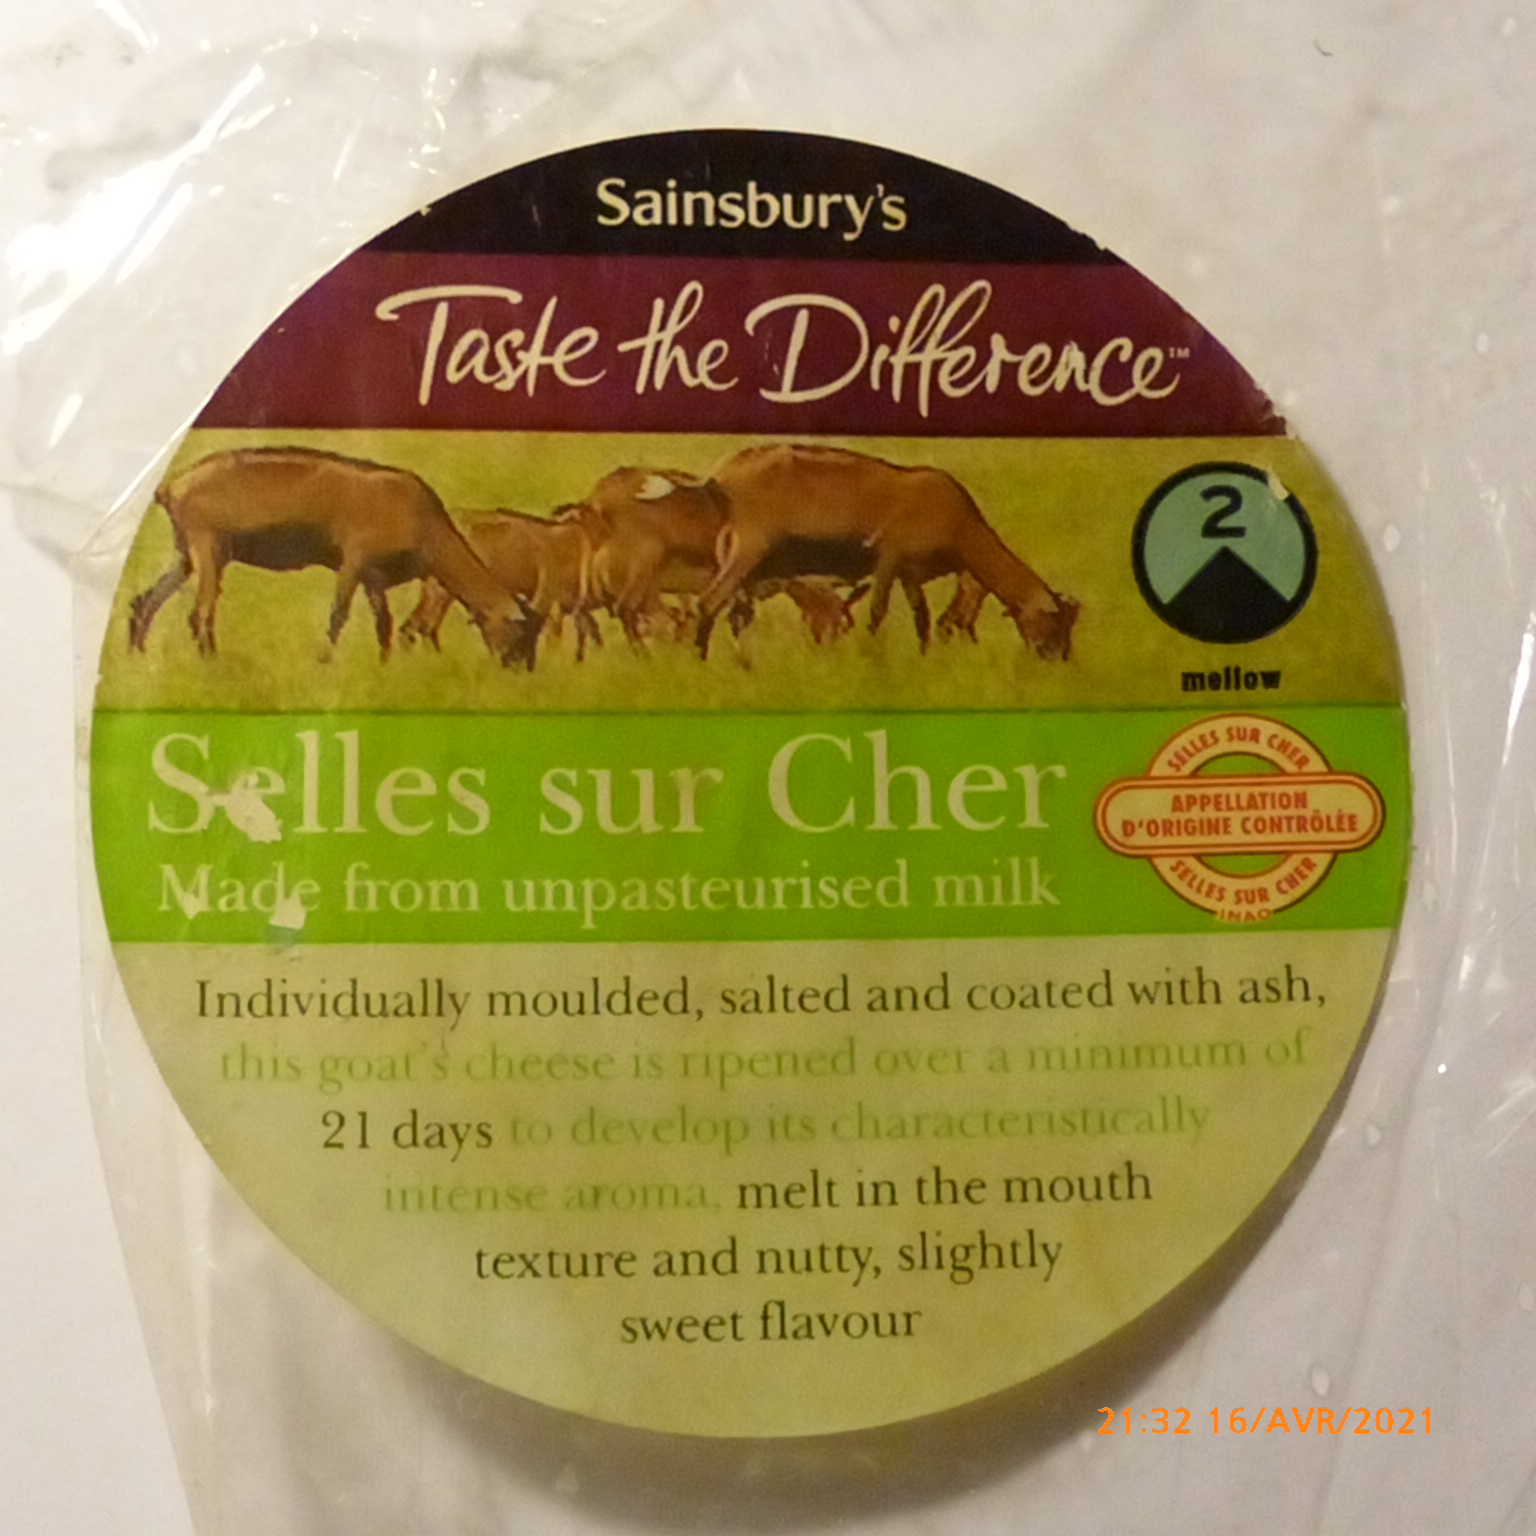 Sainsbury's
Taste the Difference™
2
mellow
Selles sur Cher
Made from unpasteurised milk
SELLES SUR CHER
APPELLATION
D'ORIGINE CONTRÔLÉE
SELLES SUR CHER
INAO
Individually moulded, salted and coated with ash,
this goat's cheese is ripened over a minimum of
21 days to develop its characteristically
intense aroma, melt in the mouth
texture and nutty, slightly
sweet flavour
21:32 16/AVR/2021